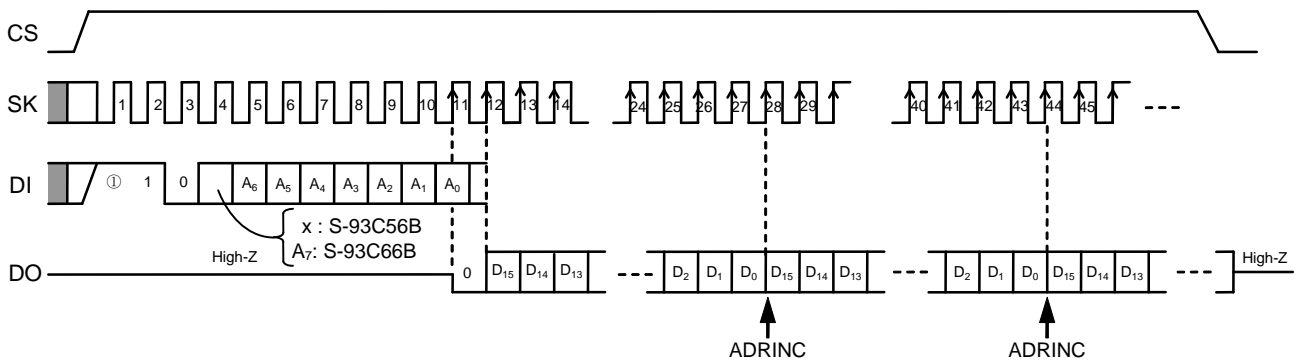 CS
SK 1 2 3 4 5 6 7 8 9 10 11 12 13 14 24 25 26 27 28 29 40 41 42 43 44 45
DI ① 1 0 A₆ A₅ A₄ A₃ A₂ A₁ A₀
x : S-93C56B
A₇: S-93C66B
High-Z
DO 0 D₁₅ D₁₄ D₁₃ D₂ D₁ D₀ D₁₅ D₁₄ D₁₃ D₂ D₁ D₀ D₁₅ D₁₄ D₁₃ High-Z
ADRINC ADRINC